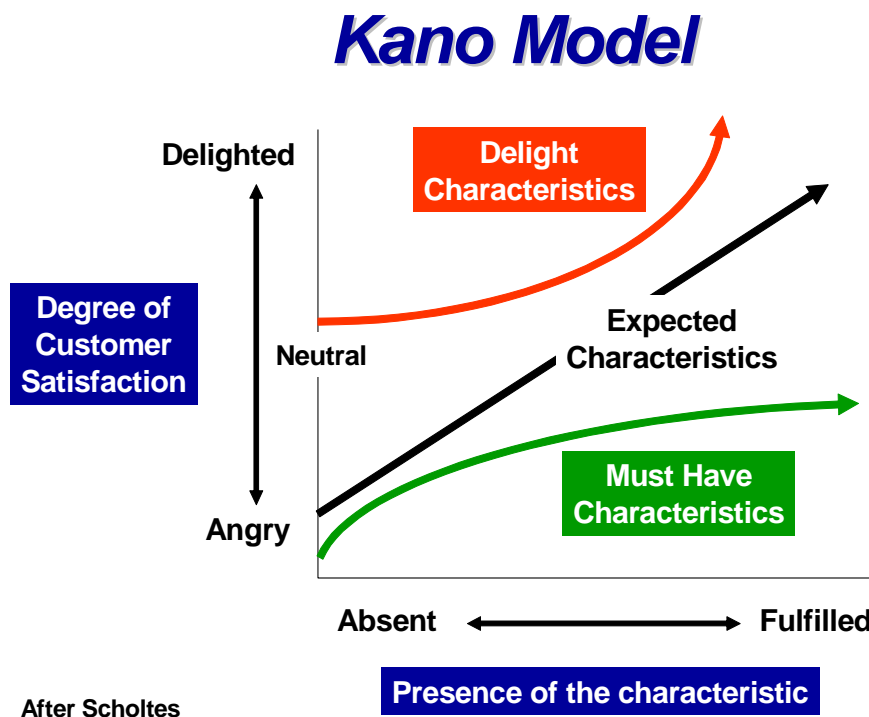 Kano Model
Delighted
Delight
Characteristics
Degree of
Customer
Satisfaction
Neutral
Expected
Characteristics
Must Have
Characteristics
Angry
Absent
Fulfilled
Presence of the characteristic
After Scholtes